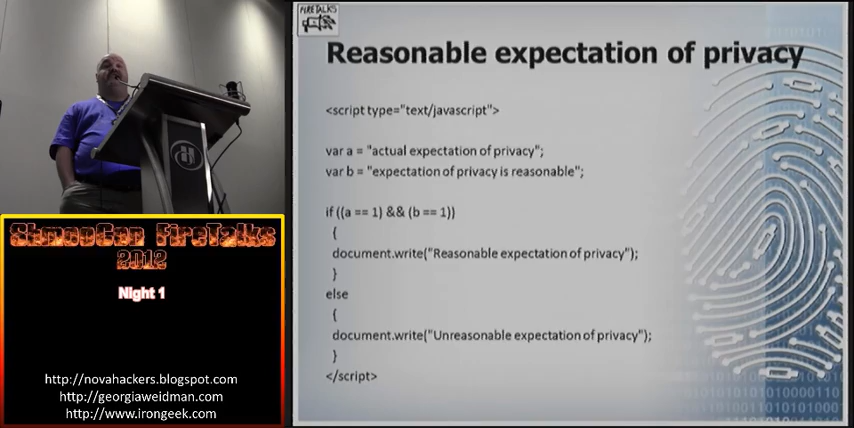 FIRETALKS
Reasonable expectation of privacy
<script type="text/javascript">
var a = "actual expectation of privacy";
var b = "expectation of privacy is reasonable";
if ((a == 1) && (b == 1))
{
document.write("Reasonable expectation of privacy");
}
else
{
document.write("Unreasonable expectation of privacy");
}
</script>
ShmooCon FireTalks
2012
Night 1
http://novahackers.blogspot.com
http://georgiaweidman.com
http://www.irongeek.com